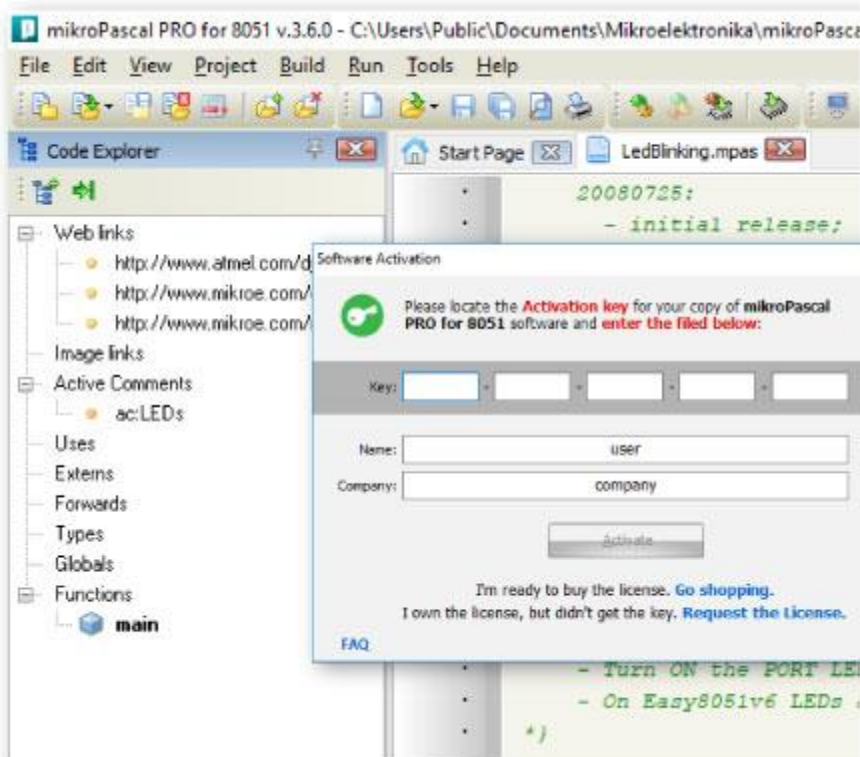 mikroPascal PRO for 8051 v.3.6.0 - C:\Users\Public\Documents\Mikroelektronika\mikroPasca
File Edit View Project Build Run Tools Help
Code Explorer
Start Page LedBlinking.mpas
Web links
http://www.atmel.com/d
http://www.mikroe.com/
http://www.mikroe.com/
Image links
Active Comments
ac:LEDs
Uses
Externs
Forwards
Types
Globals
Functions
main
20080725:
- initial release;
Software Activation
Please locate the Activation key for your copy of mikroPascal
PRO for 8051 software and enter the filed below:
Key: - - - -
Name: user
Company: company
Activate
I'm ready to buy the license. Go shopping.
I own the license, but didn't get the key. Request the License.
FAQ
- Turn ON the PORT LE
- On Easy8051v6 LEDs
*)